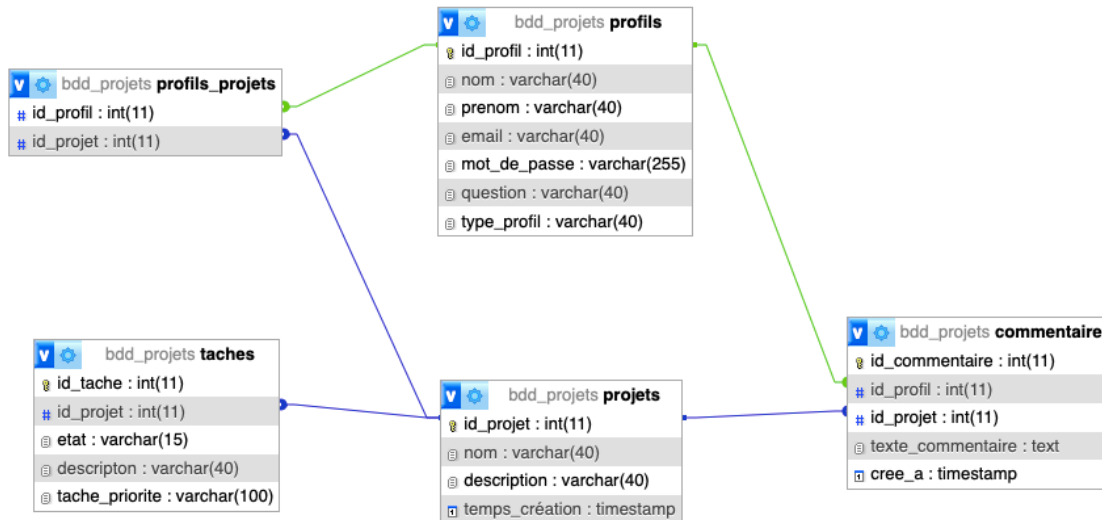 bdd_projets profils
id_profil : int(11)
nom : varchar(40)
prenom : varchar(40)
email : varchar(40)
mot_de_passe : varchar(255)
question : varchar(40)
type_profil : varchar(40)
bdd_projets profils_projets
# id_profil : int(11)
# id_projet : int(11)
bdd_projets taches
id_tache : int(11)
# id_projet : int(11)
etat : varchar(15)
descripton : varchar(40)
tache_priorite : varchar(100)
bdd_projets projets
id_projet : int(11)
nom : varchar(40)
description : varchar(40)
temps_création : timestamp
bdd_projets commentaire
id_commentaire : int(11)
# id_profil : int(11)
# id_projet : int(11)
texte_commentaire : text
cree_a : timestamp